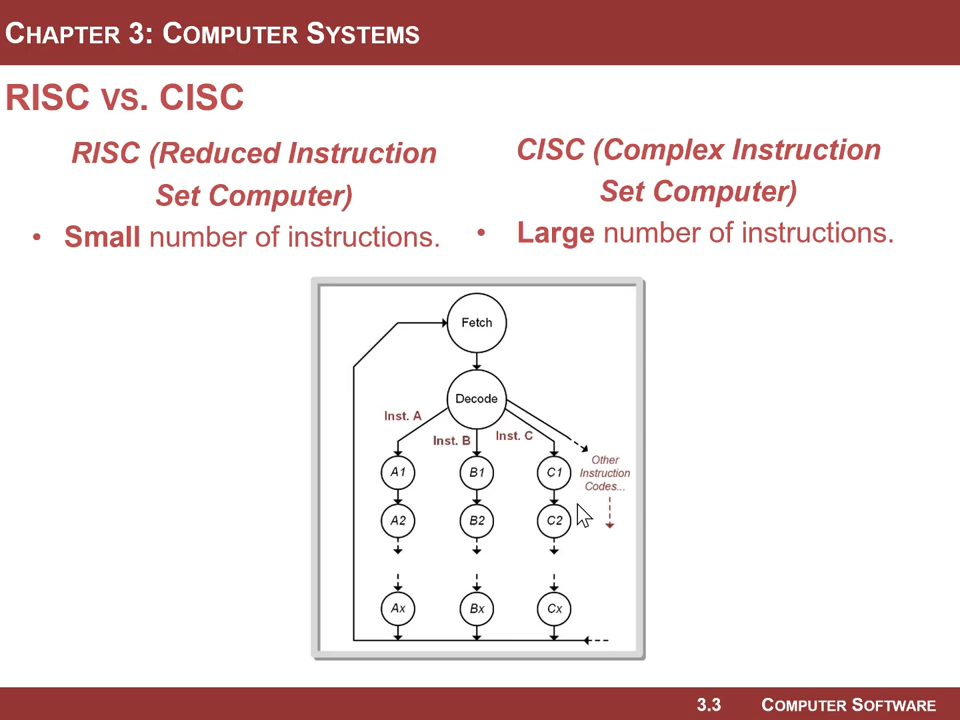 CHAPTER 3: COMPUTER SYSTEMS
RISC VS. CISC
RISC (Reduced Instruction
Set Computer)
• Small number of instructions.
CISC (Complex Instruction
Set Computer)
• Large number of instructions.
Fetch
Decode
Inst. A
Inst. B
Inst. C
Other
Instruction
Codes...
A1
B1
C1
A2
B2
C2
Ax
Bx
Cx
3.3 COMPUTER SOFTWARE